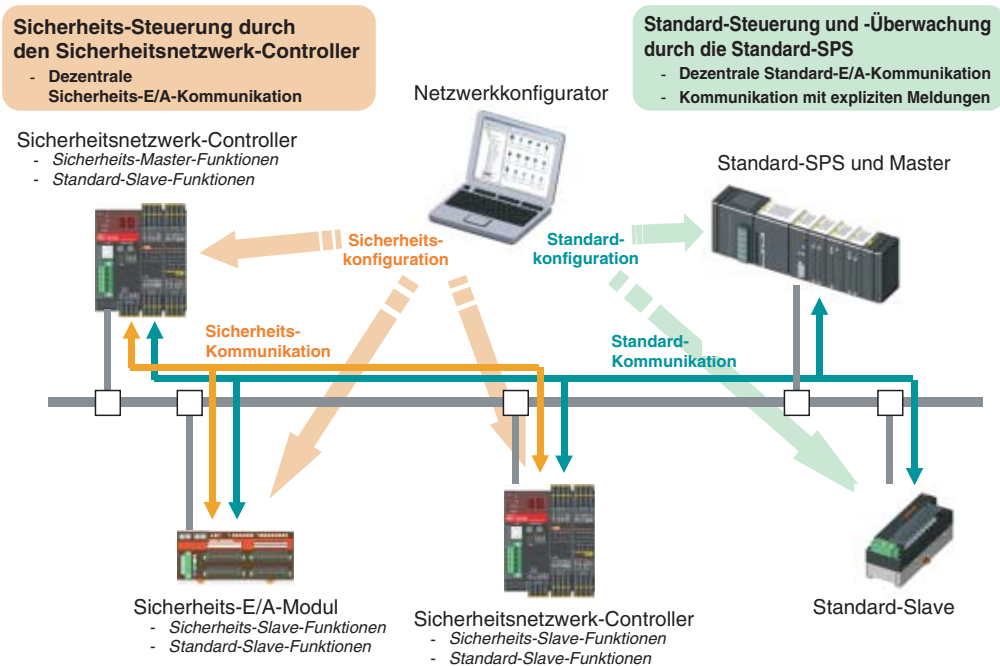 Sicherheits-Steuerung durch
den Sicherheitsnetzwerk-Controller
- Dezentrale
Sicherheits-E/A-Kommunikation
Standard-Steuerung und -Überwachung
durch die Standard-SPS
- Dezentrale Standard-E/A-Kommunikation
- Kommunikation mit expliziten Meldungen
Netzwerkkonfigurator
Sicherheitsnetzwerk-Controller
- Sicherheits-Master-Funktionen
- Standard-Slave-Funktionen
Standard-SPS und Master
Sicherheits-
konfiguration
Standard-
konfiguration
Sicherheits-
Kommunikation
Standard-
Kommunikation
Sicherheits-E/A-Modul
- Sicherheits-Slave-Funktionen
- Standard-Slave-Funktionen
Sicherheitsnetzwerk-Controller
- Sicherheits-Slave-Funktionen
- Standard-Slave-Funktionen
Standard-Slave